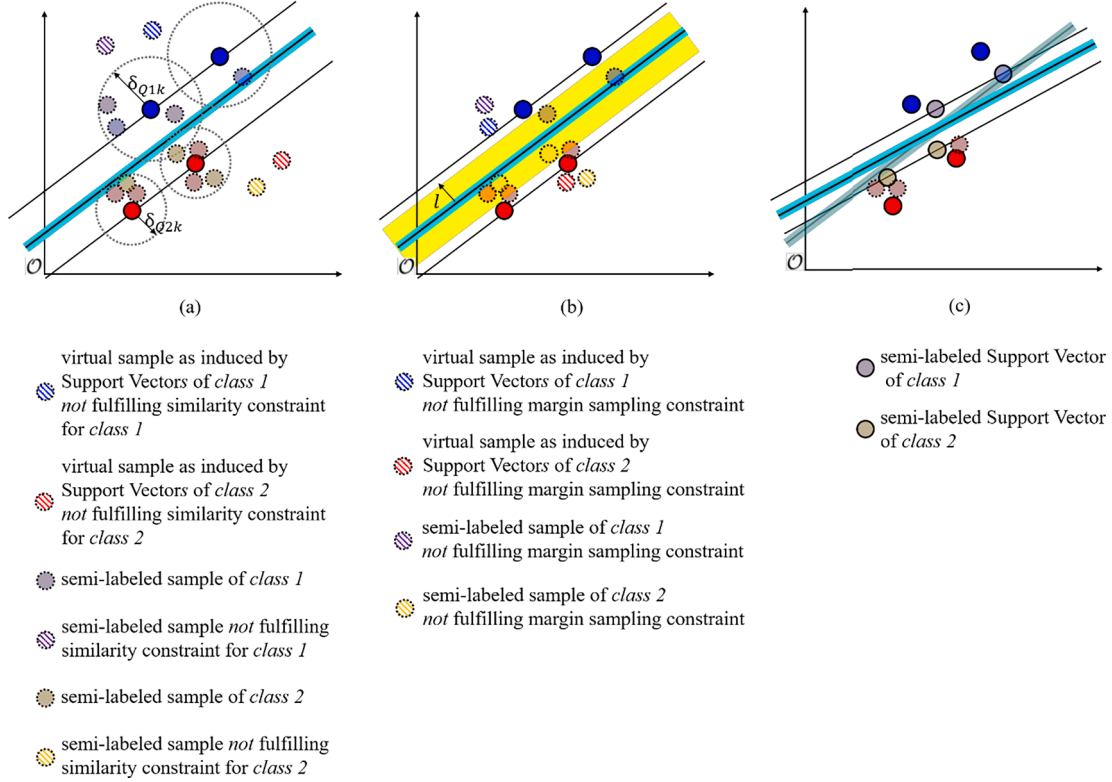 δQ1k
δQ2k
𝒪
(a)
l
𝒪
(b)
𝒪
(c)
virtual sample as induced by
Support Vectors of class 1
not fulfilling similarity constraint
for class 1
virtual sample as induced by
Support Vectors of class 2
not fulfilling similarity constraint
for class 2
semi-labeled sample of class 1
semi-labeled sample not fulfilling
similarity constraint for class 1
semi-labeled sample of class 2
semi-labeled sample not fulfilling
similarity constraint for class 2
virtual sample as induced by
Support Vectors of class 1
not fulfilling margin sampling constraint
virtual sample as induced by
Support Vectors of class 2
not fulfilling margin sampling constraint
semi-labeled sample of class 1
not fulfilling margin sampling constraint
semi-labeled sample of class 2
not fulfilling margin sampling constraint
semi-labeled Support Vector
of class 1
semi-labeled Support Vector
of class 2